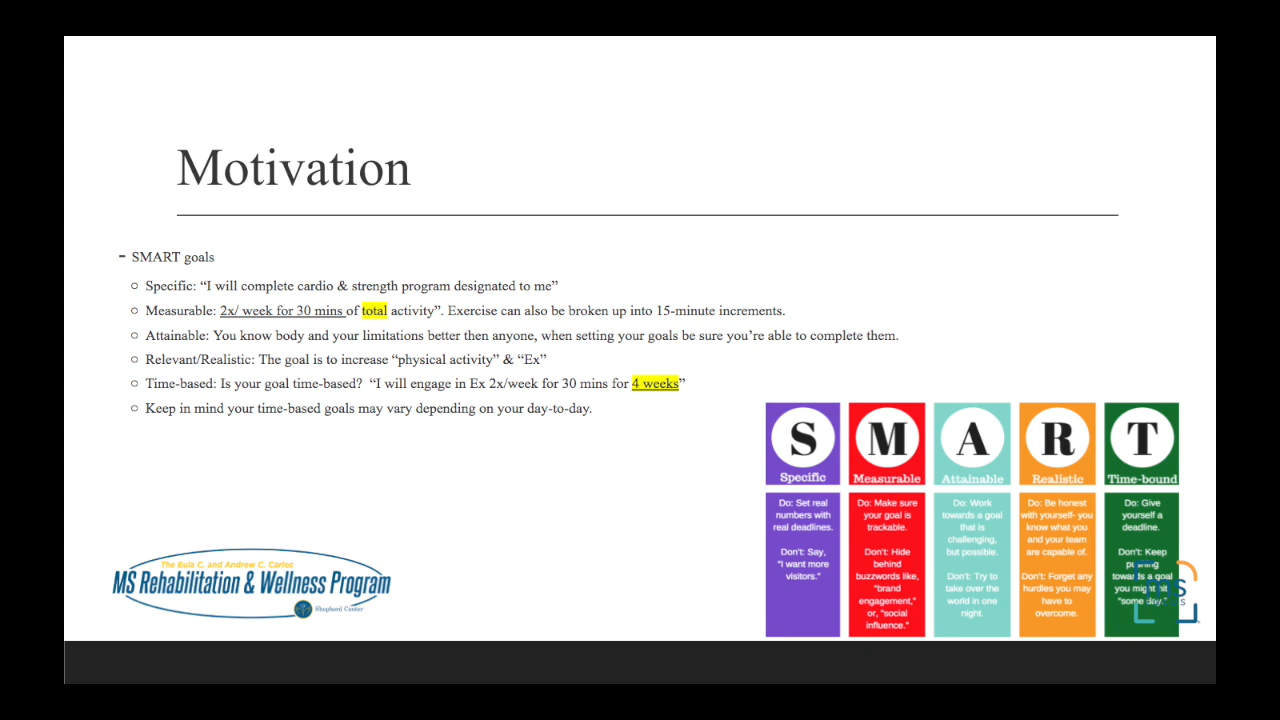 Motivation
- SMART goals
○ Specific: “I will complete cardio & strength program designated to me”
○ Measurable: 2x/ week for 30 mins of total activity”. Exercise can also be broken up into 15-minute increments.
○ Attainable: You know body and your limitations better then anyone, when setting your goals be sure you’re able to complete them.
○ Relevant/Realistic: The goal is to increase “physical activity” & “Ex”
○ Time-based: Is your goal time-based?  “I will engage in Ex 2x/week for 30 mins for 4 weeks”
○ Keep in mind your time-based goals may vary depending on your day-to-day.
S
Specific
Do: Set real
numbers with
real deadlines.
Don't: Say,
"I want more
visitors."
M
Measurable
Do: Make sure
your goal is
trackable.
Don't: Hide
behind
buzzwords like,
"brand
engagement,"
or, "social
influence."
A
Attainable
Do: Work
towards a goal
that is
challenging,
but possible.
Don't: Try to
take over the
world in one
night.
R
Realistic
Do: Be honest
with yourself- you
know what you
and your team
are capable of.
Don't: Forget any
hurdles you may
have to
overcome.
T
Time-bound
Do: Give
yourself a
deadline.
Don't: Keep
towards a goal
you might hit
"some day."
The Eula C. and Andrew C. Carlos
MS Rehabilitation & Wellness Program
Shepherd Center